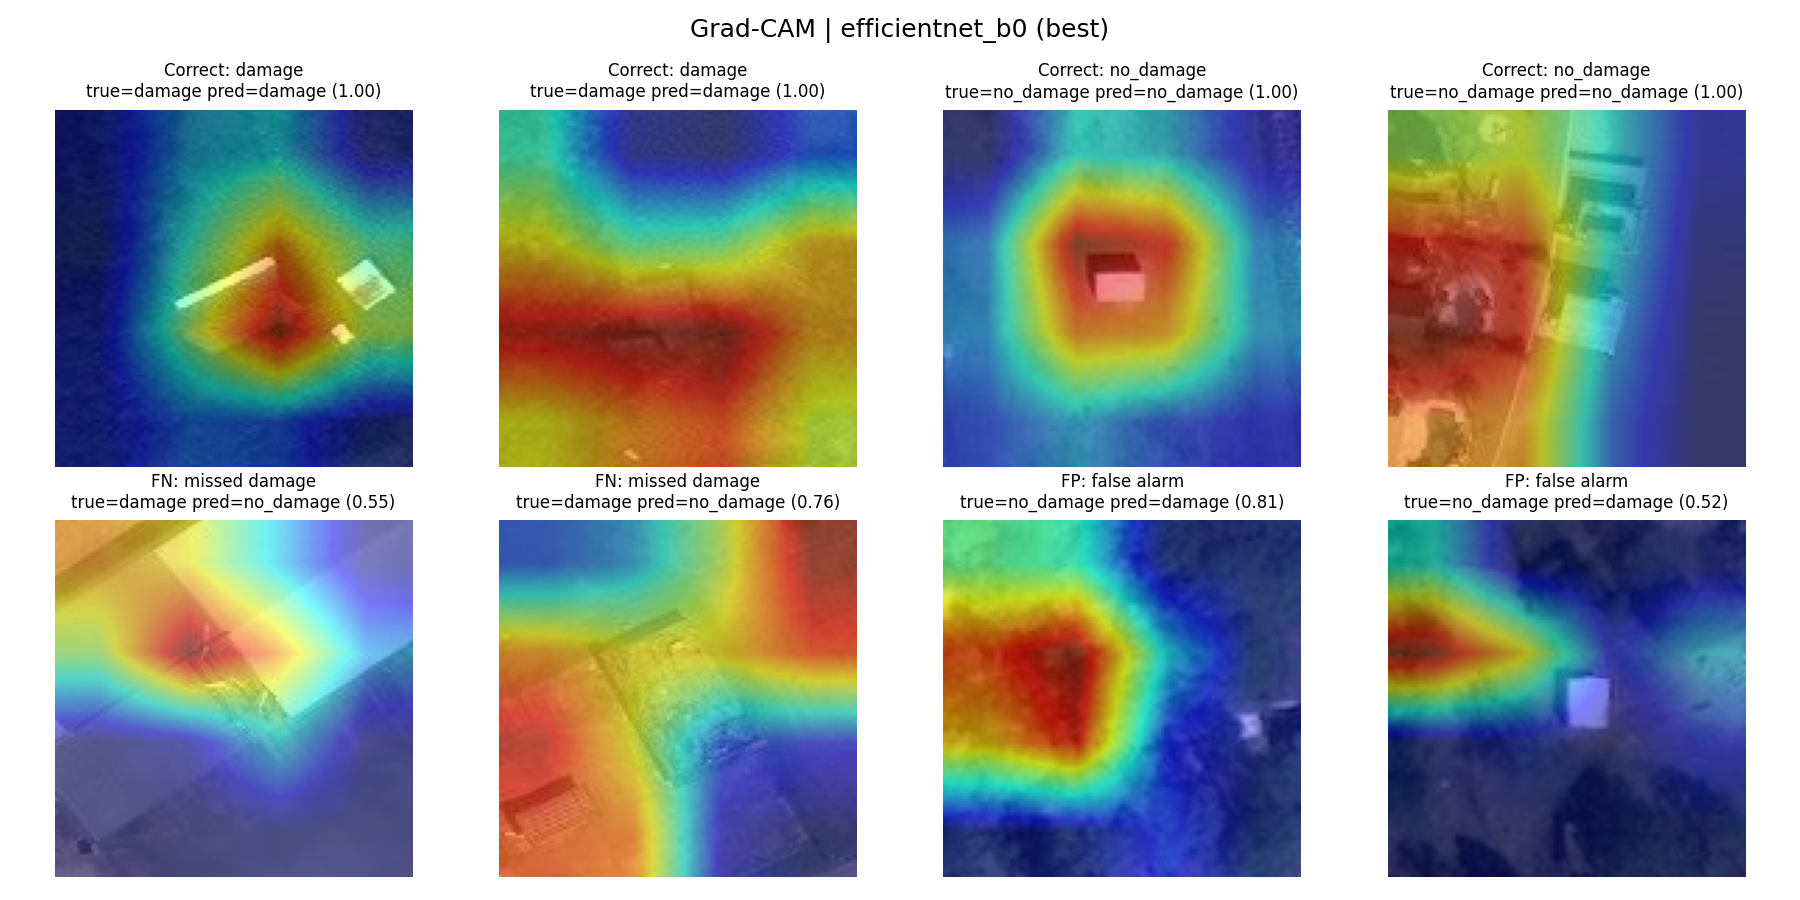 Grad-CAM | efficientnet_b0 (best)
Correct: damage
true=damage pred=damage (1.00)
Correct: damage
true=damage pred=damage (1.00)
Correct: no_damage
true=no_damage pred=no_damage (1.00)
Correct: no_damage
true=no_damage pred=no_damage (1.00)
FN: missed damage
true=damage pred=no_damage (0.55)
FN: missed damage
true=damage pred=no_damage (0.76)
FP: false alarm
true=no_damage pred=damage (0.81)
FP: false alarm
true=no_damage pred=damage (0.52)